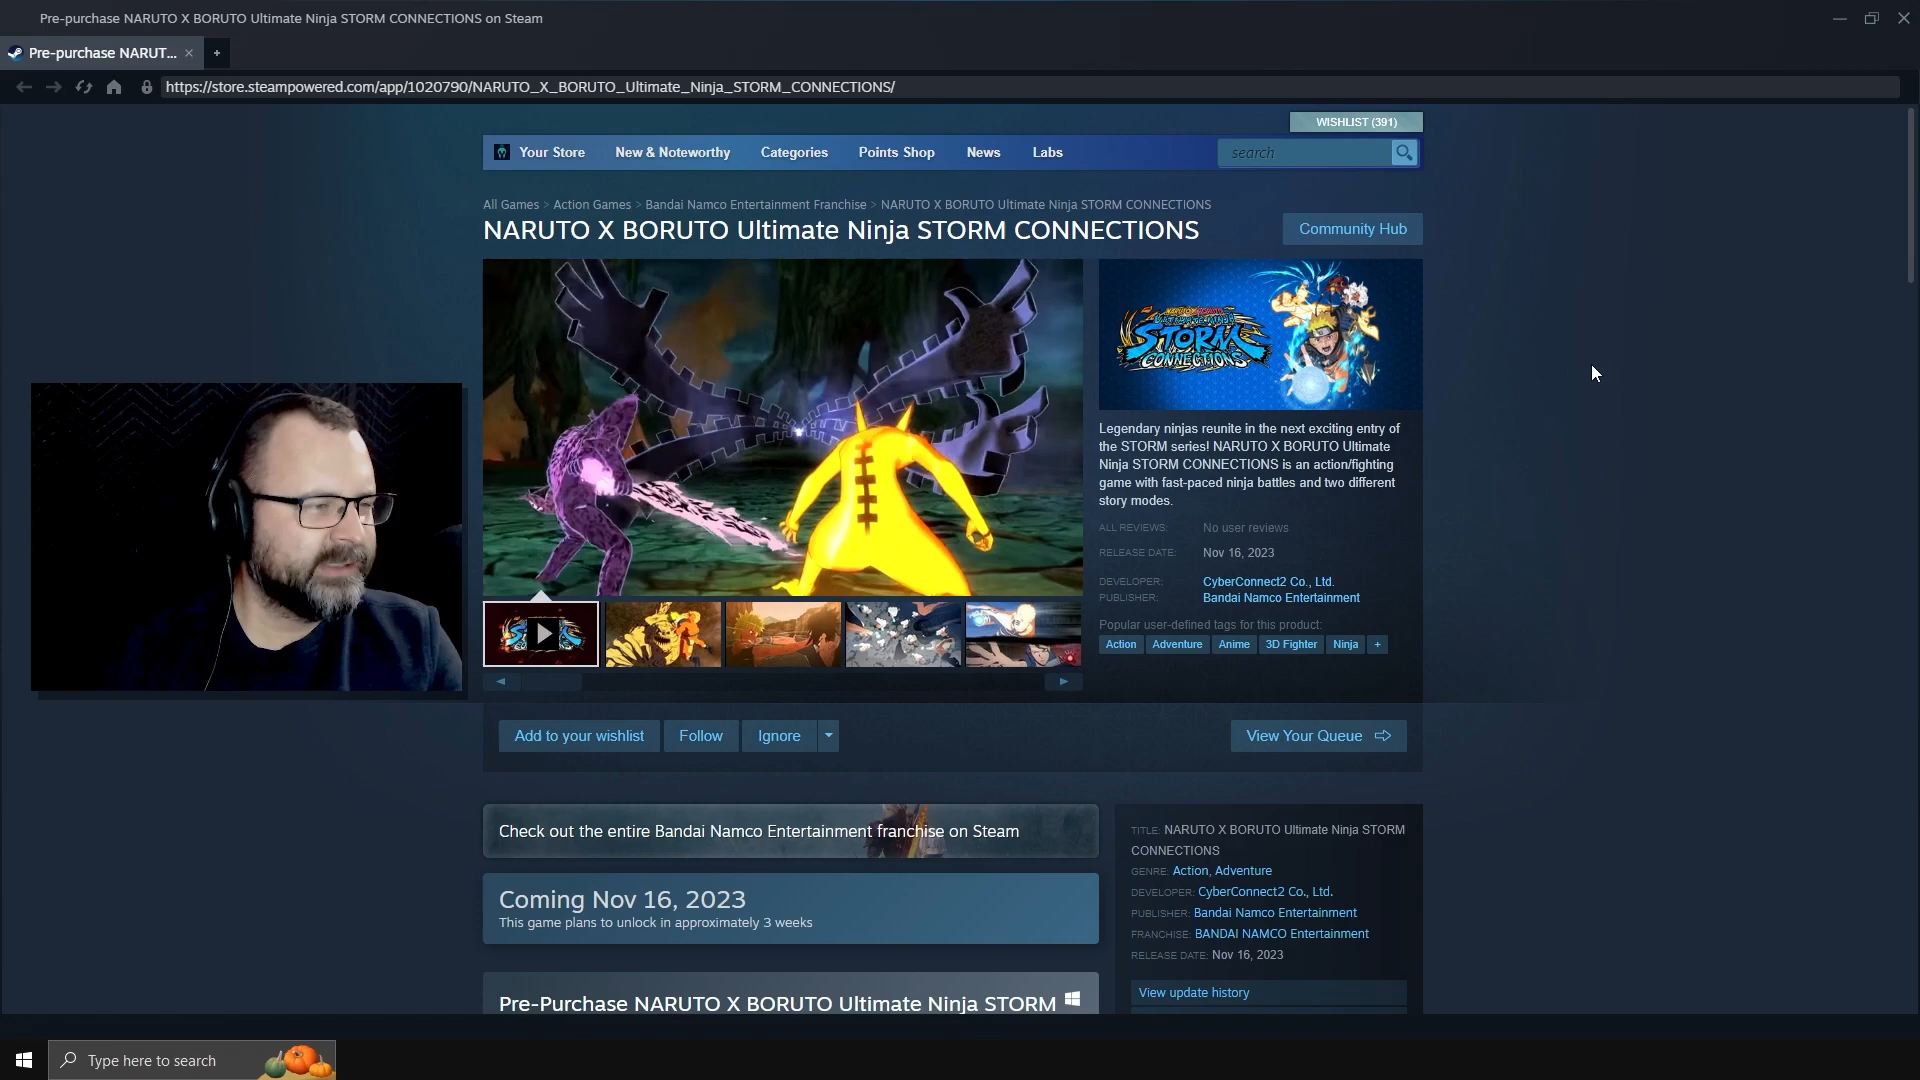 Pre-purchase NARUTO X BORUTO Ultimate Ninja STORM CONNECTIONS on Steam
Pre-purchase NARUT...
https://store.steampowered.com/app/1020790/NARUTO_X_BORUTO_Ultimate_Ninja_STORM_CONNECTIONS/
WISHLIST (391)
Your Store New & Noteworthy Categories Points Shop News Labs search
All Games > Action Games > Bandai Namco Entertainment Franchise > NARUTO X BORUTO Ultimate Ninja STORM CONNECTIONS
NARUTO X BORUTO Ultimate Ninja STORM CONNECTIONS
Community Hub
NARUTO X BORUTO
ULTIMATE NINJA
STORM
CONNECTIONS
Legendary ninjas reunite in the next exciting entry of
the STORM series! NARUTO X BORUTO Ultimate
Ninja STORM CONNECTIONS is an action/fighting
game with fast-paced ninja battles and two different
story modes.
ALL REVIEWS: No user reviews
RELEASE DATE: Nov 16, 2023
DEVELOPER: CyberConnect2 Co., Ltd.
PUBLISHER: Bandai Namco Entertainment
Popular user-defined tags for this product:
Action Adventure Anime 3D Fighter Ninja +
Add to your wishlist Follow Ignore View Your Queue
Check out the entire Bandai Namco Entertainment franchise on Steam
Coming Nov 16, 2023
This game plans to unlock in approximately 3 weeks
Pre-Purchase NARUTO X BORUTO Ultimate Ninja STORM
TITLE: NARUTO X BORUTO Ultimate Ninja STORM
CONNECTIONS
GENRE: Action, Adventure
DEVELOPER: CyberConnect2 Co., Ltd.
PUBLISHER: Bandai Namco Entertainment
FRANCHISE: BANDAI NAMCO Entertainment
RELEASE DATE: Nov 16, 2023
View update history
Type here to search